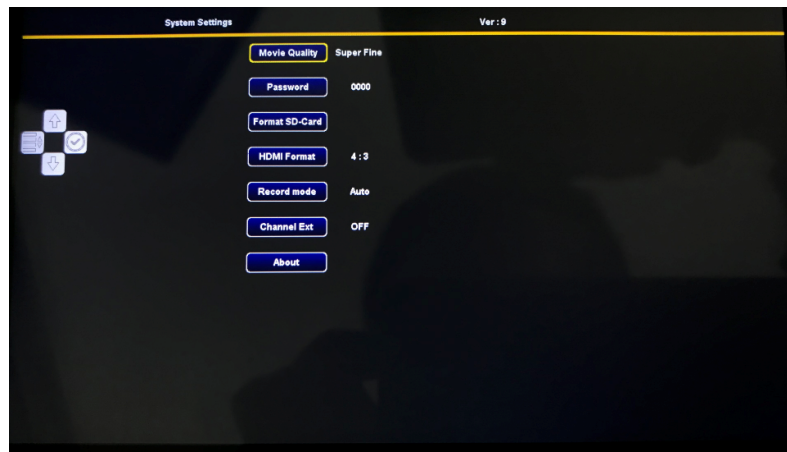 System Settings Ver : 9
Movie Quality Super Fine
Password 0000
Format SD-Card
HDMI Format 4 : 3
Record mode Auto
Channel Ext OFF
About